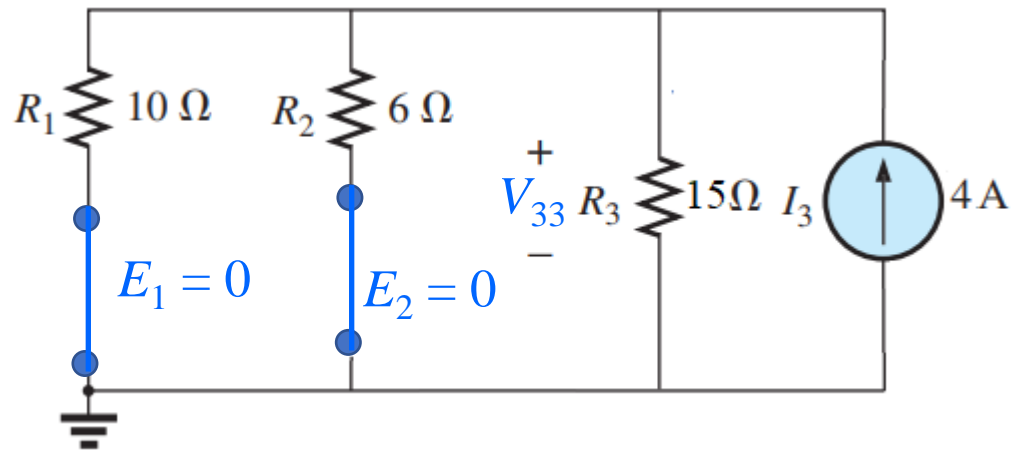 R₁ 10 Ω R₂ 6 Ω
+
V₃₃ R₃ 15Ω I₃ 4 A
−
E₁ = 0 E₂ = 0